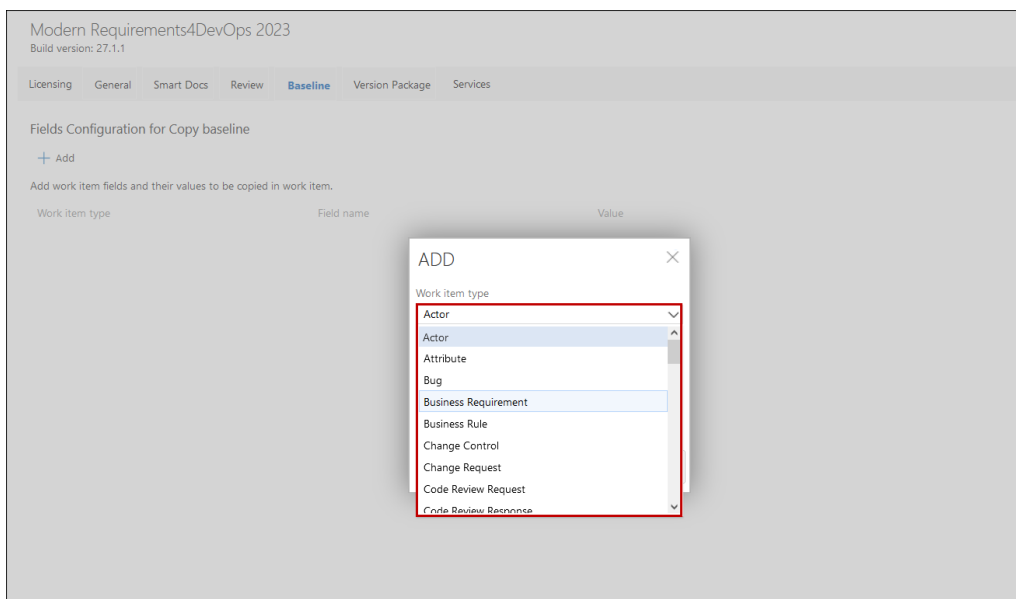 Modern Requirements4DevOps 2023
Build version: 27.1.1
Licensing General Smart Docs Review Baseline Version Package Services
Fields Configuration for Copy baseline
Add
Add work item fields and their values to be copied in work item.
Work item type Field name Value
ADD
Work item type
Actor
Actor
Attribute
Bug
Business Requirement
Business Rule
Change Control
Change Request
Code Review Request
Code Review Response